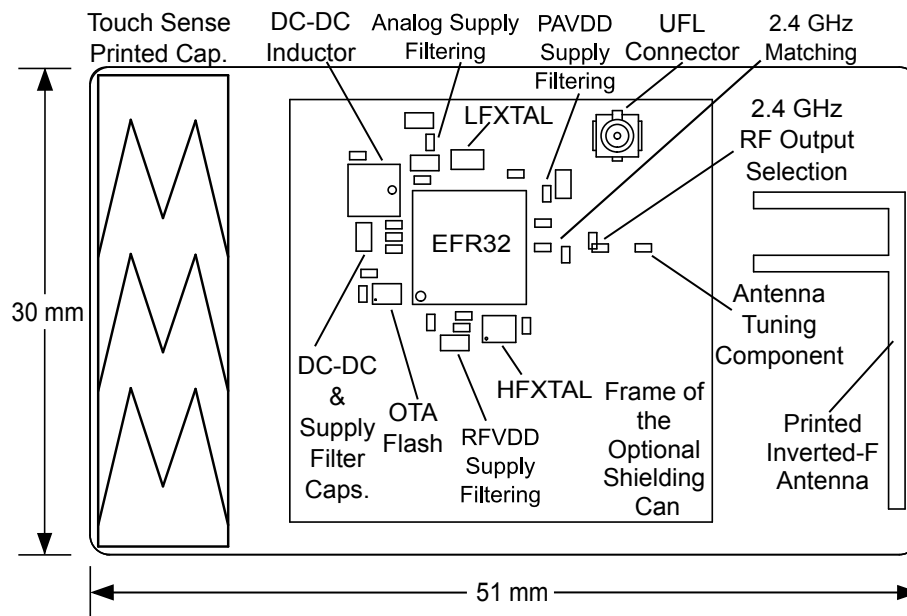 Touch Sense
Printed Cap.
DC-DC
Inductor
Analog Supply
Filtering
PAVDD
Supply
Filtering
UFL
Connector
2.4 GHz
Matching
LFXTAL
2.4 GHz
RF Output
Selection
EFR32
30 mm
Antenna
Tuning
Component
DC-DC
&
Supply
Filter
Caps.
OTA
Flash
HFXTAL
RFVDD
Supply
Filtering
Frame of
the
Optional
Shielding
Can
Printed
Inverted-F
Antenna
51 mm